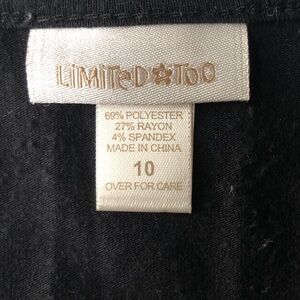 LiMiTeD TOO
69% POLYESTER
27% RAYON
4% SPANDEX
MADE IN CHINA
10
OVER FOR CARE